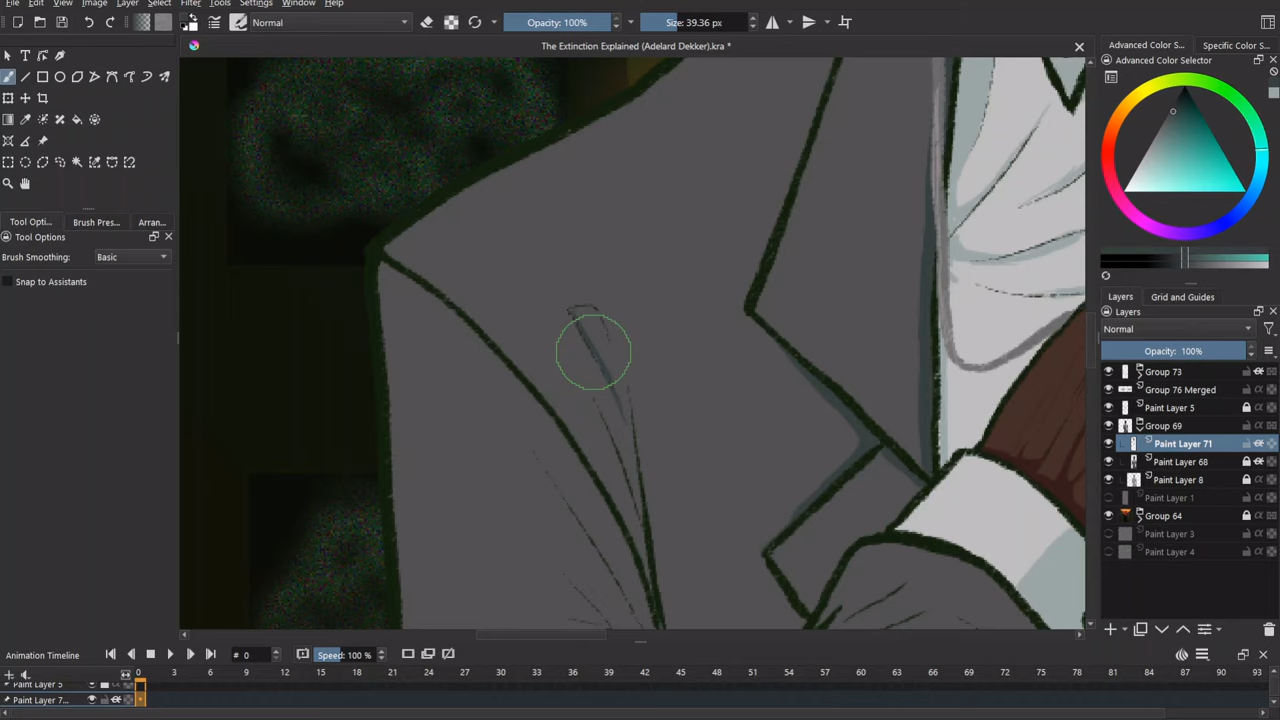 File Edit View Image Layer Select Filter Tools Settings Window Help
Normal Opacity: 100% Size: 39.36 px
The Extinction Explained (Adelard Dekker).kra *
Advanced Color S... Specific Color S...
Advanced Color Selector
Tool Opti... Brush Pres... Arran...
Tool Options
Brush Smoothing: Basic
Snap to Assistants
Layers Grid and Guides
Layers
Normal
Opacity: 100%
Group 73
Group 76 Merged
Paint Layer 5
Group 69
Paint Layer 71
Paint Layer 68
Paint Layer 8
Paint Layer 1
Group 64
Paint Layer 3
Paint Layer 4
Animation Timeline # 0 Speed: 100 %
0 3 6 9 12 15 18 21 24 27 30 33 36 39 42 45 48 51 54 57 60 63 66 69 72 75 78 81 84 87 90 93
Paint Layer 5
Paint Layer 7...